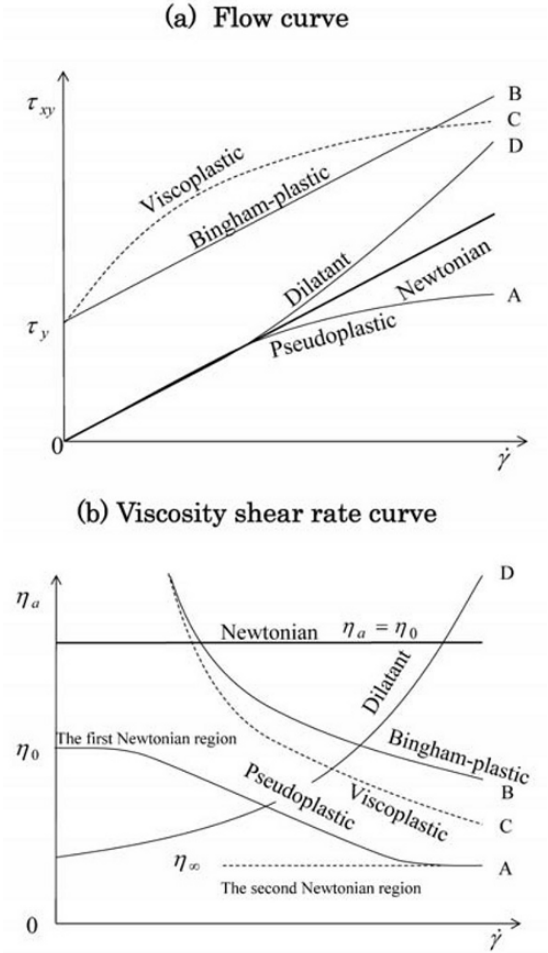 (a) Flow curve
τxy
B
C
D
Viscoplastic
Bingham-plastic
Dilatant
Newtonian
A
τy
Pseudoplastic
0
γ̇
(b) Viscosity shear rate curve
D
ηa
Newtonian ηa = η0
Dilatant
The first Newtonian region
η0
Bingham-plastic
Pseudoplastic
Viscoplastic
B
C
η∞
A
The second Newtonian region
0
γ̇